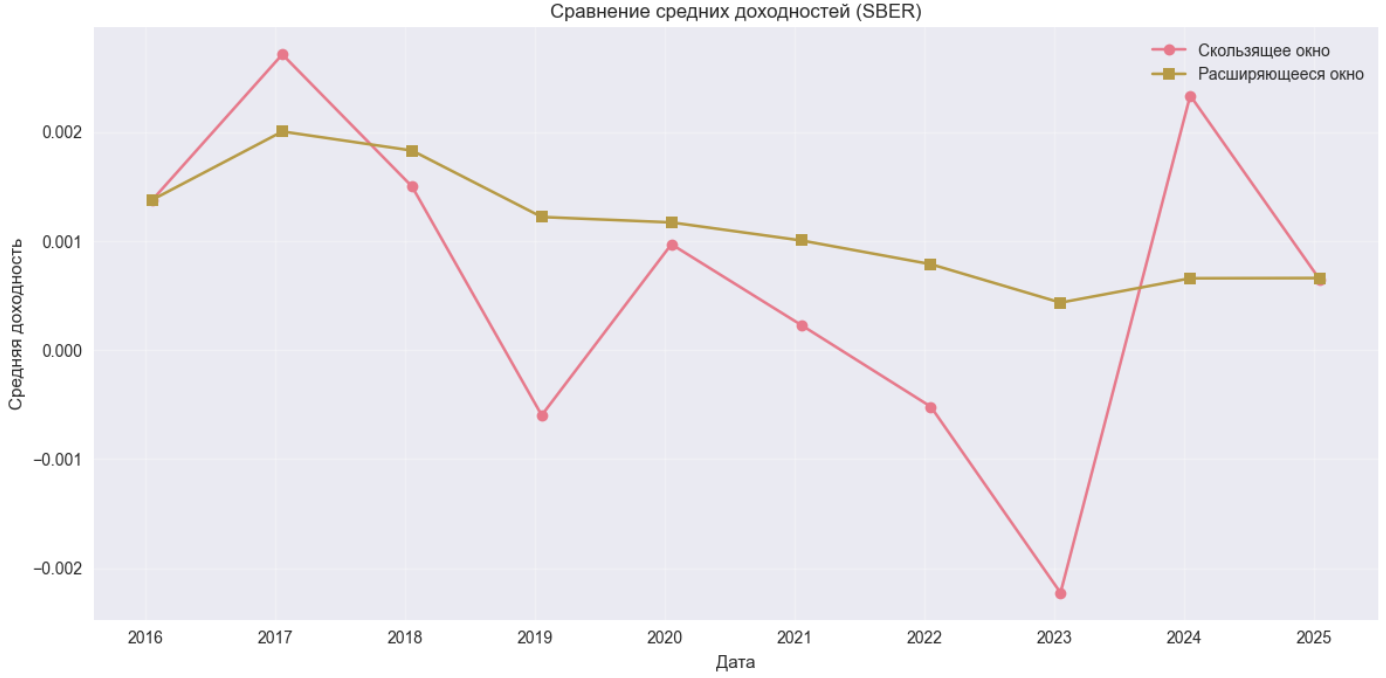 Сравнение средних доходностей (SBER)
Скользящее окно
Расширяющееся окно
Средняя доходность
0.002
0.001
0.000
−0.001
−0.002
2016 2017 2018 2019 2020 2021 2022 2023 2024 2025
Дата